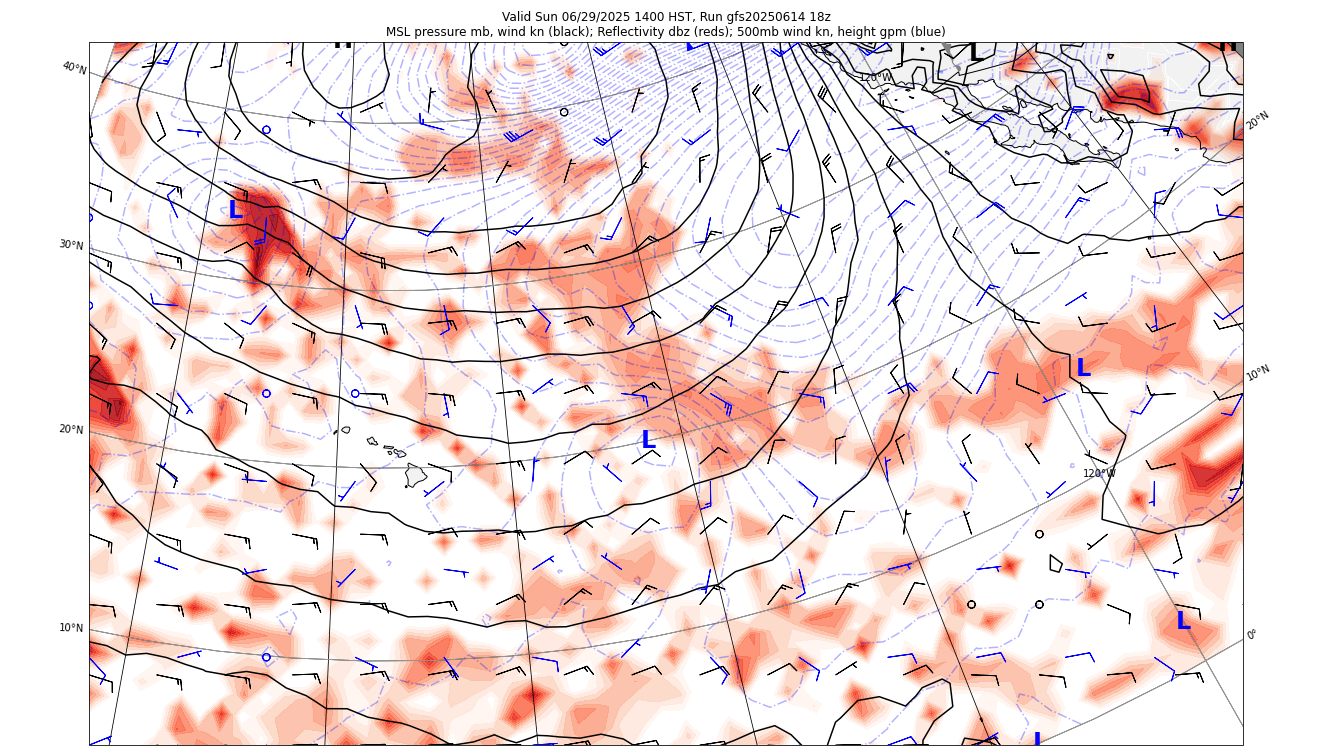 Valid Sun 06/29/2025 1400 HST, Run gfs20250614 18z
MSL pressure mb, wind kn (black); Reflectivity dbz (reds); 500mb wind kn, height gpm (blue)
H
L
L
H
40°N
120°W
20°N
L
30°N
L
10°N
20°N
L
120°W
10°N
L
0°
L